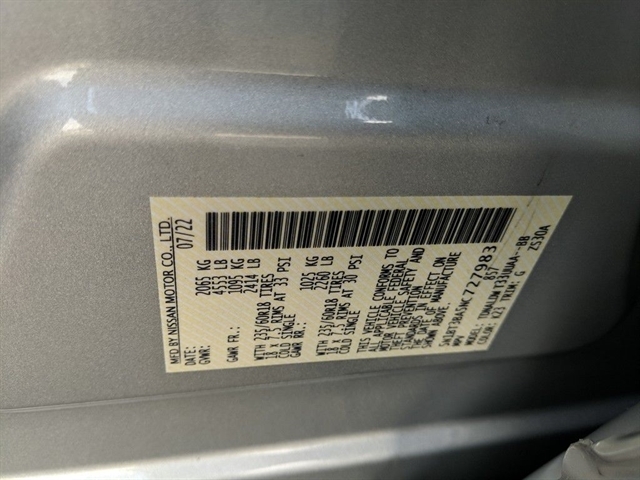 MFD BY NISSAN MOTOR CO., LTD.
DATE: 07/22
GVWR: 2065 KG
4553 LB
GAWR FR.: 1095 KG
2414 LB
WITH 235/60R18 TIRES
18 X 7.5 RIMS AT 33 PSI
COLD SINGLE
GAWR RR.: 1025 KG
2260 LB
WITH 235/60R18 TIRES
18 X 7.5 RIMS AT 30 PSI
COLD SINGLE
THIS VEHICLE CONFORMS TO
ALL APPLICABLE FEDERAL
MOTOR VEHICLE SAFETY AND
THEFT PREVENTION
STANDARDS IN EFFECT ON
THE DATE OF MANUFACTURE
SHOWN ABOVE.
727983
MPV
MODEL:
COLOR: K23 TRIM: G
ZS30A